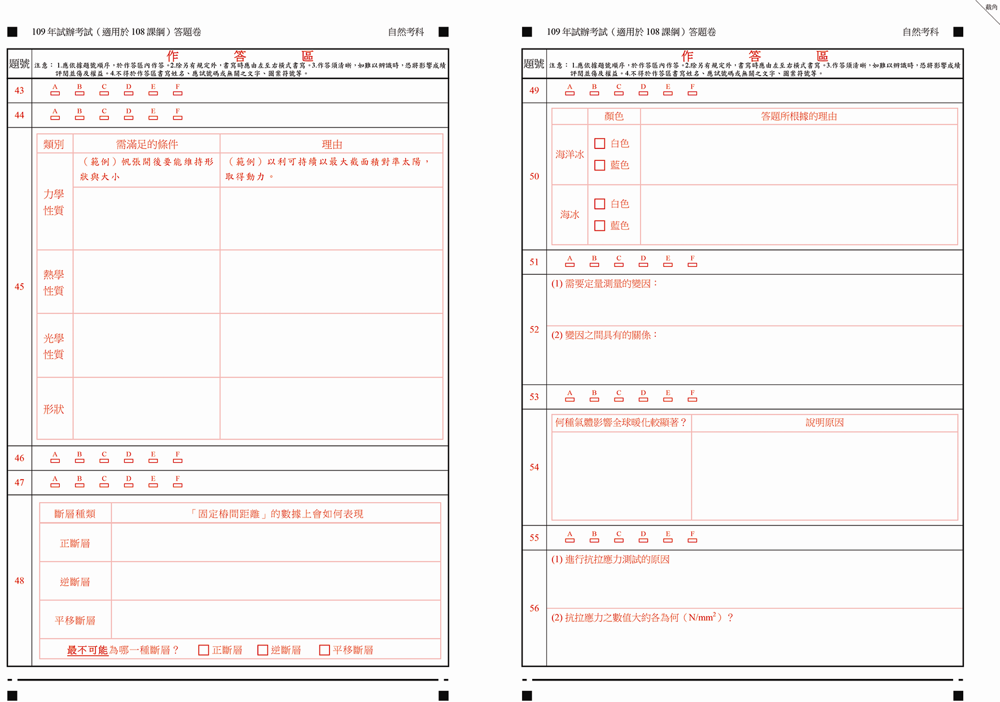 截角
109 年試辦考試（適用於 108 課綱）答題卷 自然考科
題號
作 答 區
注意： 1.應依據題號順序，於作答區內作答。2.除另有規定外，書寫時應由左至右橫式書寫。3.作答須清晰，如難以辨識時，恐將影響成績
評閱並傷及權益。4.不得於作答區書寫姓名、應試號碼或無關之文字、圖案符號等。
43 A B C D E F
44 A B C D E F
45
類別 需滿足的條件 理由
力學
性質
（範例）帆張開後要能維持形
狀與大小
（範例）以利可持續以最大截面積對準太陽，
取得動力。
熱學
性質
光學
性質
形狀
46 A B C D E F
47 A B C D E F
48
斷層種類 「固定樁間距離」的數據上會如何表現
正斷層
逆斷層
平移斷層
最不可能為哪一種斷層？ 正斷層 逆斷層 平移斷層
109 年試辦考試（適用於 108 課綱）答題卷 自然考科
題號
作 答 區
注意： 1.應依據題號順序，於作答區內作答。2.除另有規定外，書寫時應由左至右橫式書寫。3.作答須清晰，如難以辨識時，恐將影響成績
評閱並傷及權益。4.不得於作答區書寫姓名、應試號碼或無關之文字、圖案符號等。
49 A B C D E F
50
顏色 答題所根據的理由
海洋冰
白色
藍色
海冰
白色
藍色
51 A B C D E F
52
(1) 需要定量測量的變因：
(2) 變因之間具有的關係：
53 A B C D E F
54
何種氣體影響全球暖化較顯著？ 說明原因
55 A B C D E F
56
(1) 進行抗拉應力測試的原因
(2) 抗拉應力之數值大約各為何（N/mm²）？